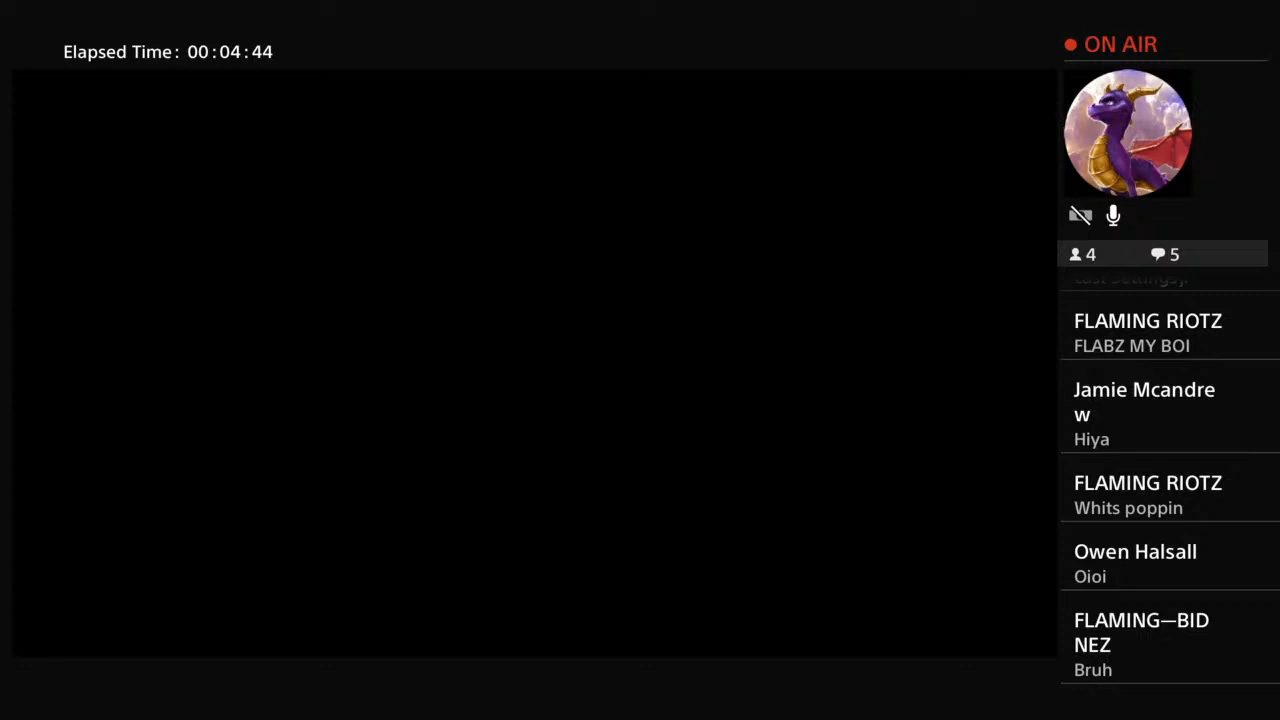 Elapsed Time: 00:04:44
ON AIR
4 5
FLAMING RIOTZ
FLABZ MY BOI
Jamie Mcandre
w
Hiya
FLAMING RIOTZ
Whits poppin
Owen Halsall
Oioi
FLAMING—BID
NEZ
Bruh